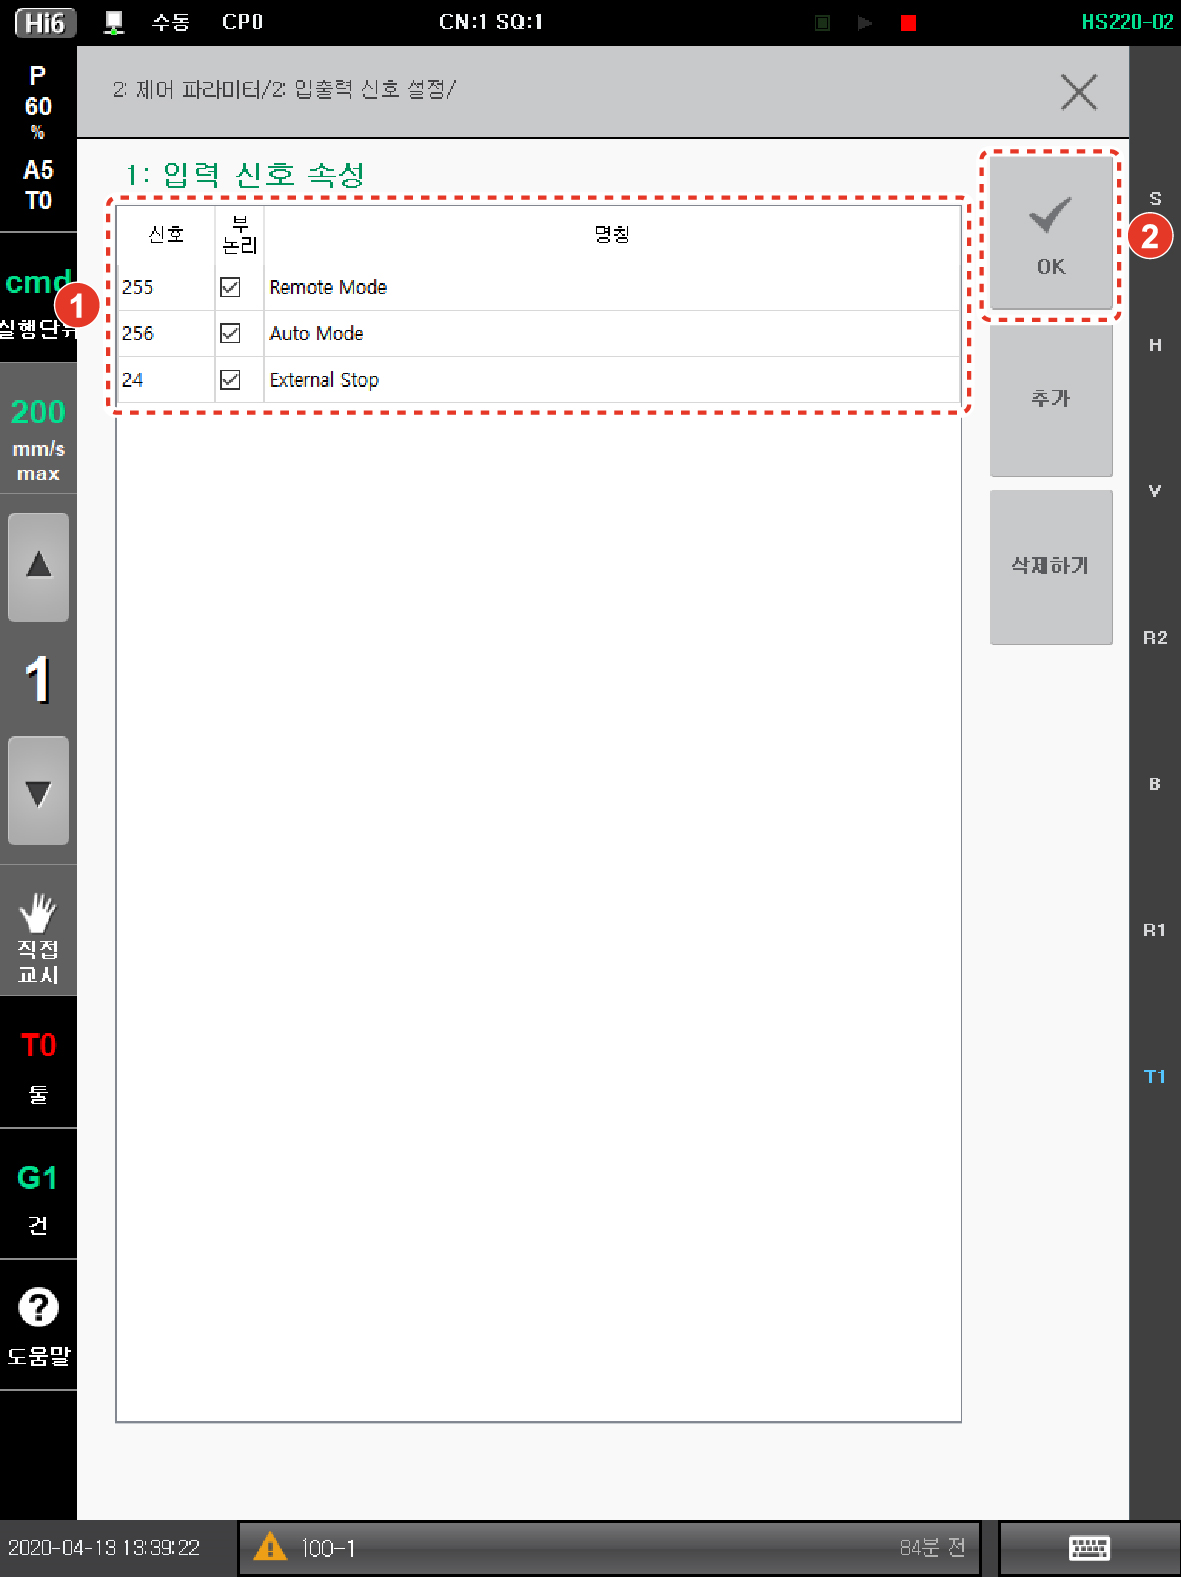 Hi6 수동 CP0 CN:1 SQ:1 HS220-02
P
60
%
A5
T0
cmd
실행단위
200
mm/s
max
1
직접
교시
T0
툴
G1
건
도움말
2: 제어 파라미터/2: 입출력 신호 설정/
1: 입력 신호 속성
신호 부논리 명칭
255 Remote Mode
256 Auto Mode
24 External Stop
1
2
OK
추가
삭제하기
S
H
V
R2
B
R1
T1
2020-04-13 13:39:22 100-1 84분 전